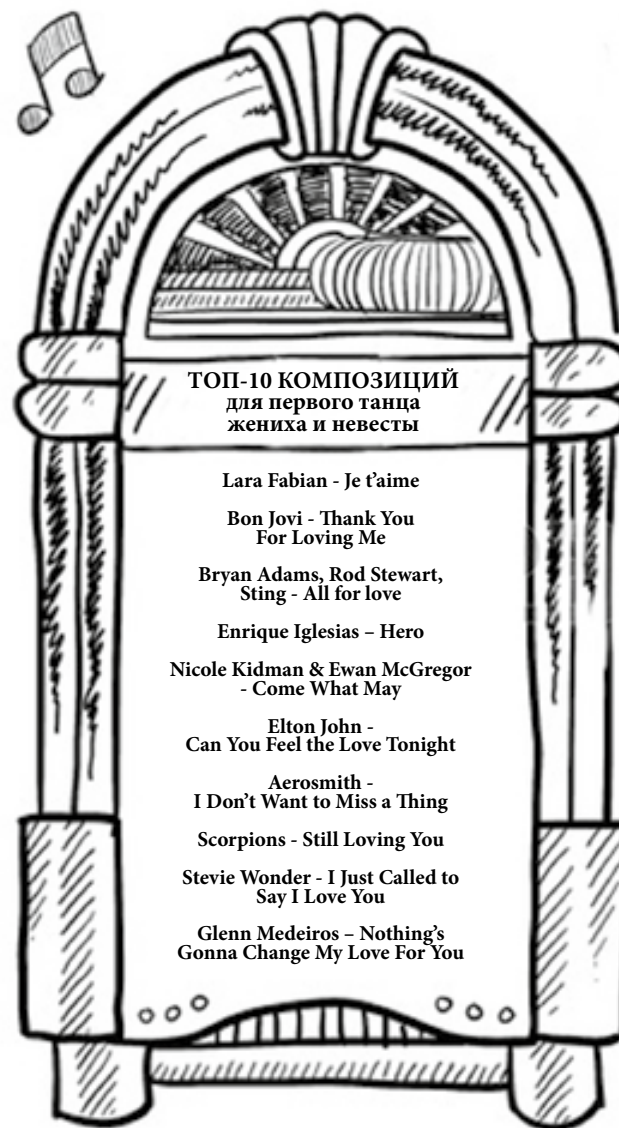 ТОП-10 КОМПОЗИЦИЙ
для первого танца
жениха и невесты
Lara Fabian - Je t’aime
Bon Jovi - Thank You
For Loving Me
Bryan Adams, Rod Stewart,
Sting - All for love
Enrique Iglesias – Hero
Nicole Kidman & Ewan McGregor
- Come What May
Elton John -
Can You Feel the Love Tonight
Aerosmith -
I Don’t Want to Miss a Thing
Scorpions - Still Loving You
Stevie Wonder - I Just Called to
Say I Love You
Glenn Medeiros – Nothing’s
Gonna Change My Love For You